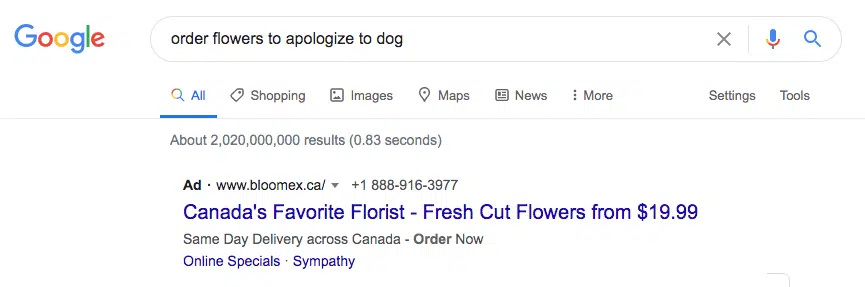 Google
order flowers to apologize to dog
All Shopping Images Maps News More Settings Tools
About 2,020,000,000 results (0.83 seconds)
Ad · www.bloomex.ca/ +1 888-916-3977
Canada's Favorite Florist - Fresh Cut Flowers from $19.99
Same Day Delivery across Canada - Order Now
Online Specials · Sympathy